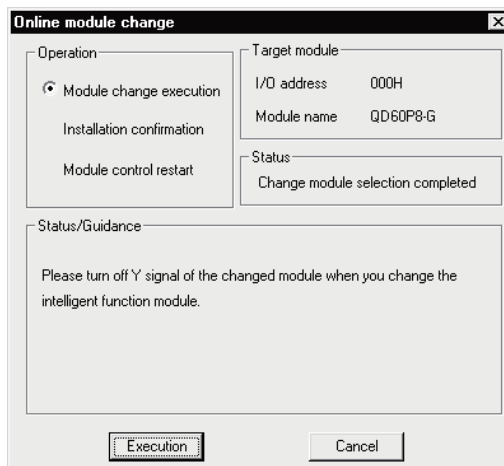 Online module change
Operation
Module change execution
Installation confirmation
Module control restart
Target module
I/O address 000H
Module name QD60P8-G
Status
Change module selection completed
Status/Guidance
Please turn off Y signal of the changed module when you change the
intelligent function module.
Execution
Cancel